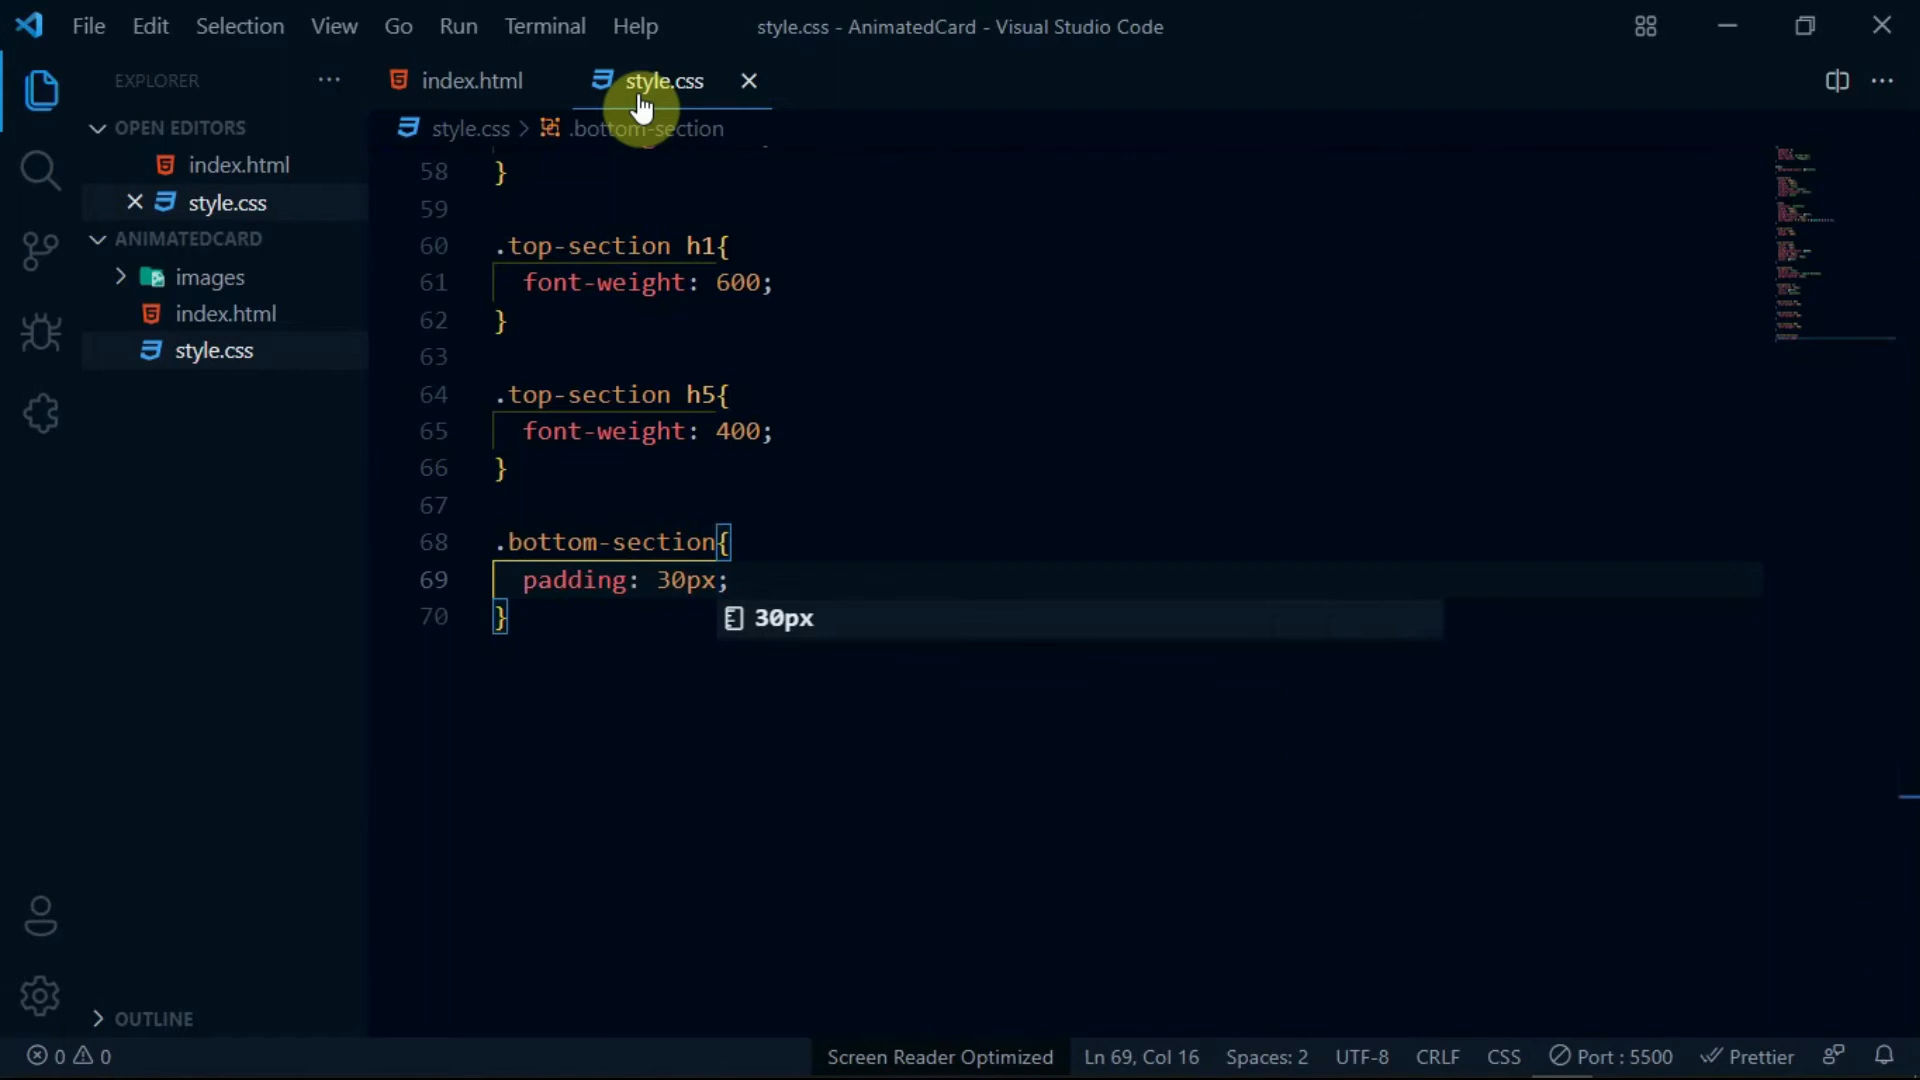 File Edit Selection View Go Run Terminal Help style.css - AnimatedCard - Visual Studio Code
EXPLORER
index.html style.css
OPEN EDITORS
style.css > .bottom-section
index.html
style.css
ANIMATEDCARD
images
index.html
style.css
58 }
59
60 .top-section h1{
61 font-weight: 600;
62 }
63
64 .top-section h5{
65 font-weight: 400;
66 }
67
68 .bottom-section{
69 padding: 30px;
70 }
30px
OUTLINE
0 0 Screen Reader Optimized Ln 69, Col 16 Spaces: 2 UTF-8 CRLF CSS Port : 5500 Prettier